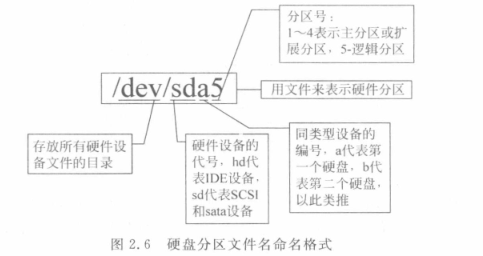 分区号：
1～4表示主分区或扩
展分区，5-逻辑分区
/dev/sda5
用文件来表示硬件分区
存放所有硬件设
备文件的目录
硬件设备的
代号，hd代
表IDE设备，
sd代表SCSI
和sata设备
同类型设备的
编号，a代表第
一个硬盘，b代
表第二个硬盘，
以此类推
图 2.6 硬盘分区文件名命名格式